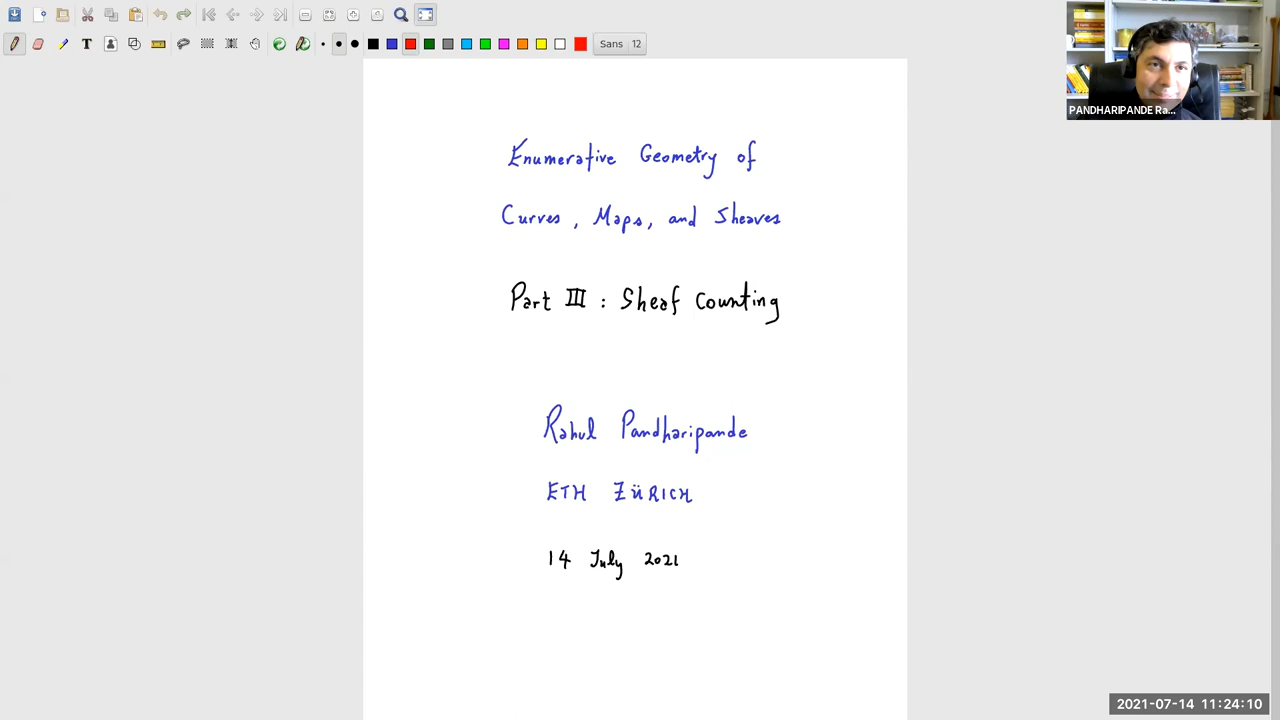 Sans 12
PANDHARIPANDE Ra...
Enumerative Geometry of
Curves, Maps, and Sheaves
Part III : Sheaf Counting
Rahul Pandharipande
ETH ZÜRICH
14 July 2021
2021-07-14 11:24:10